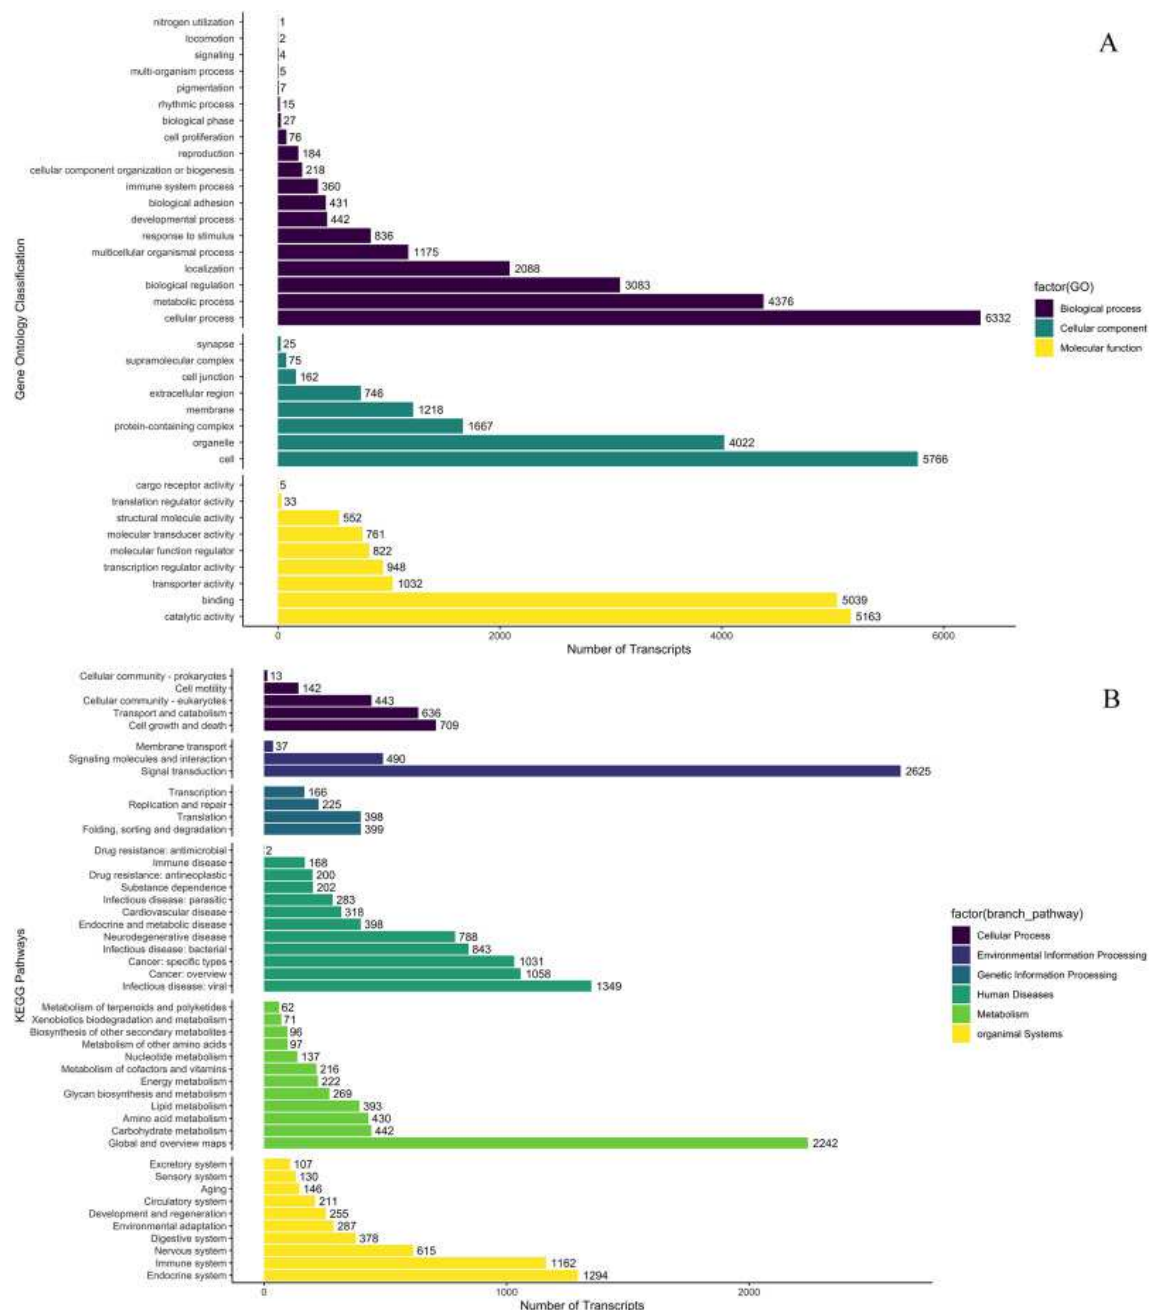 A
Gene Ontology Classification
nitrogen utilization 1
locomotion 2
signaling 4
multi-organism process 5
pigmentation 7
rhythmic process 15
biological phase 27
cell proliferation 76
reproduction 184
cellular component organization or biogenesis 218
immune system process 360
biological adhesion 431
developmental process 442
response to stimulus 836
multicellular organismal process 1175
localization 2088
biological regulation 3083
metabolic process 4376
cellular process 6332
synapse 25
supramolecular complex 75
cell junction 162
extracellular region 746
membrane 1218
protein-containing complex 1667
organelle 4022
cell 5766
cargo receptor activity 5
translation regulator activity 33
structural molecule activity 552
molecular transducer activity 761
molecular function regulator 822
transcription regulator activity 948
transporter activity 1032
binding 5039
catalytic activity 5163
0 2000 4000 6000
Number of Transcripts
factor(GO)
Biological process
Cellular component
Molecular function
B
KEGG Pathways
Cellular community - prokaryotes 13
Cell motility 142
Cellular community - eukaryotes 443
Transport and catabolism 636
Cell growth and death 709
Membrane transport 37
Signaling molecules and interaction 490
Signal transduction 2625
Transcription 166
Replication and repair 225
Translation 398
Folding, sorting and degradation 399
Drug resistance: antimicrobial 2
Immune disease 168
Drug resistance: antineoplastic 200
Substance dependence 202
Infectious disease: parasitic 283
Cardiovascular disease 318
Endocrine and metabolic disease 398
Neurodegenerative disease 788
Infectious disease: bacterial 843
Cancer: specific types 1031
Cancer: overview 1058
Infectious disease: viral 1349
Metabolism of terpenoids and polyketides 62
Xenobiotics biodegradation and metabolism 71
Biosynthesis of other secondary metabolites 96
Metabolism of other amino acids 97
Nucleotide metabolism 137
Metabolism of cofactors and vitamins 216
Energy metabolism 222
Glycan biosynthesis and metabolism 269
Lipid metabolism 393
Amino acid metabolism 430
Carbohydrate metabolism 442
Global and overview maps 2242
Excretory system 107
Sensory system 130
Aging 146
Circulatory system 211
Development and regeneration 255
Environmental adaptation 287
Digestive system 378
Nervous system 615
Immune system 1162
Endocrine system 1294
0 1000 2000
Number of Transcripts
factor(branch_pathway)
Cellular Process
Environmental Information Processing
Genetic Information Processing
Human Diseases
Metabolism
organimal Systems